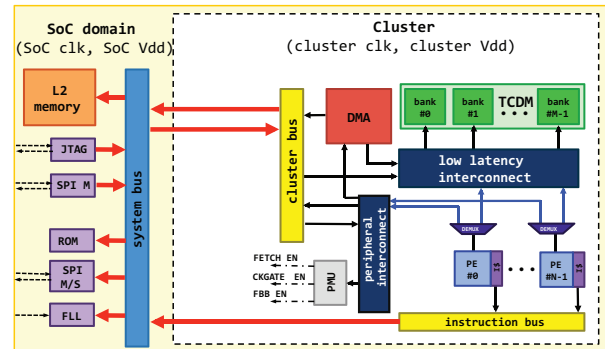 SoC domain
(SoC clk, SoC Vdd)
Cluster
(cluster clk, cluster Vdd)
L2
memory
JTAG
SPI M
ROM
SPI
M/S
FLL
system bus
cluster bus
DMA
TCDM
bank
#0
bank
#1
bank
#M-1
low latency
interconnect
peripheral
interconnect
DEMUX
DEMUX
PE
#0
I$
PE
#N-1
I$
FETCH EN
CKGATE EN
FBB EN
PMU
instruction bus